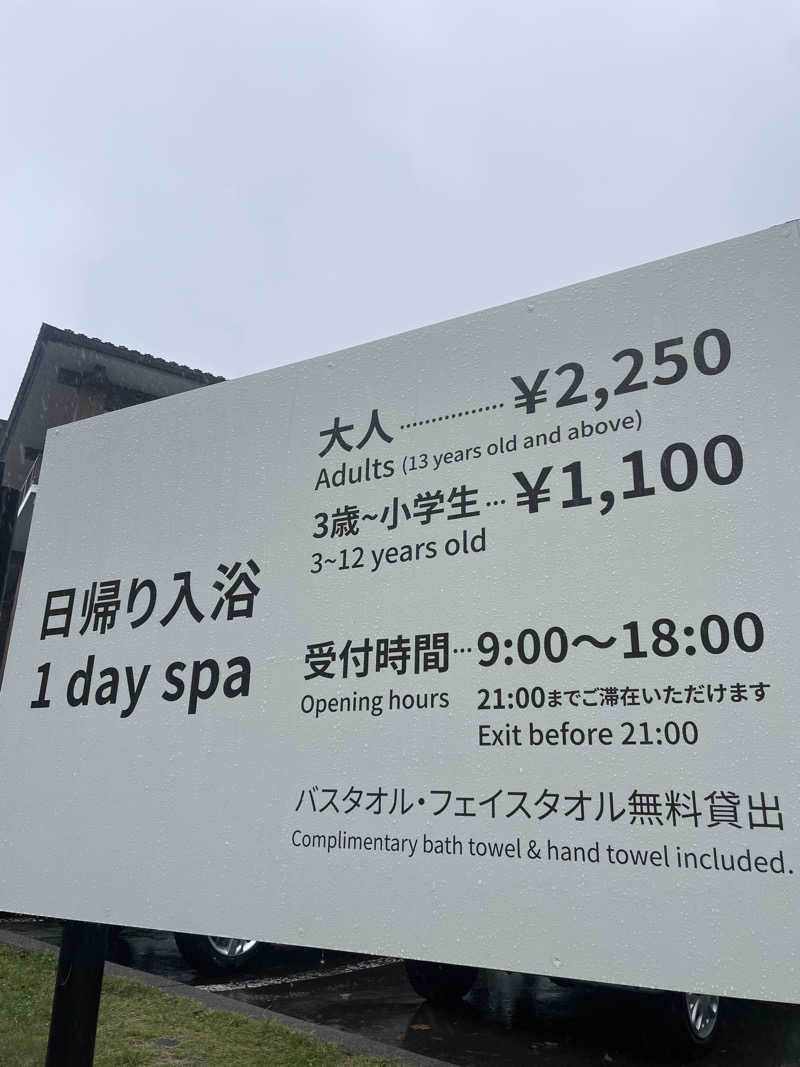 日帰り入浴
1 day spa
大人 ················ ¥2,250
Adults (13 years old and above)
3歳~小学生 ··· ¥1,100
3~12 years old
受付時間 ··· 9:00～18:00
Opening hours
21:00までご滞在いただけます
Exit before 21:00
バスタオル・フェイスタオル無料貸出
Complimentary bath towel & hand towel included.